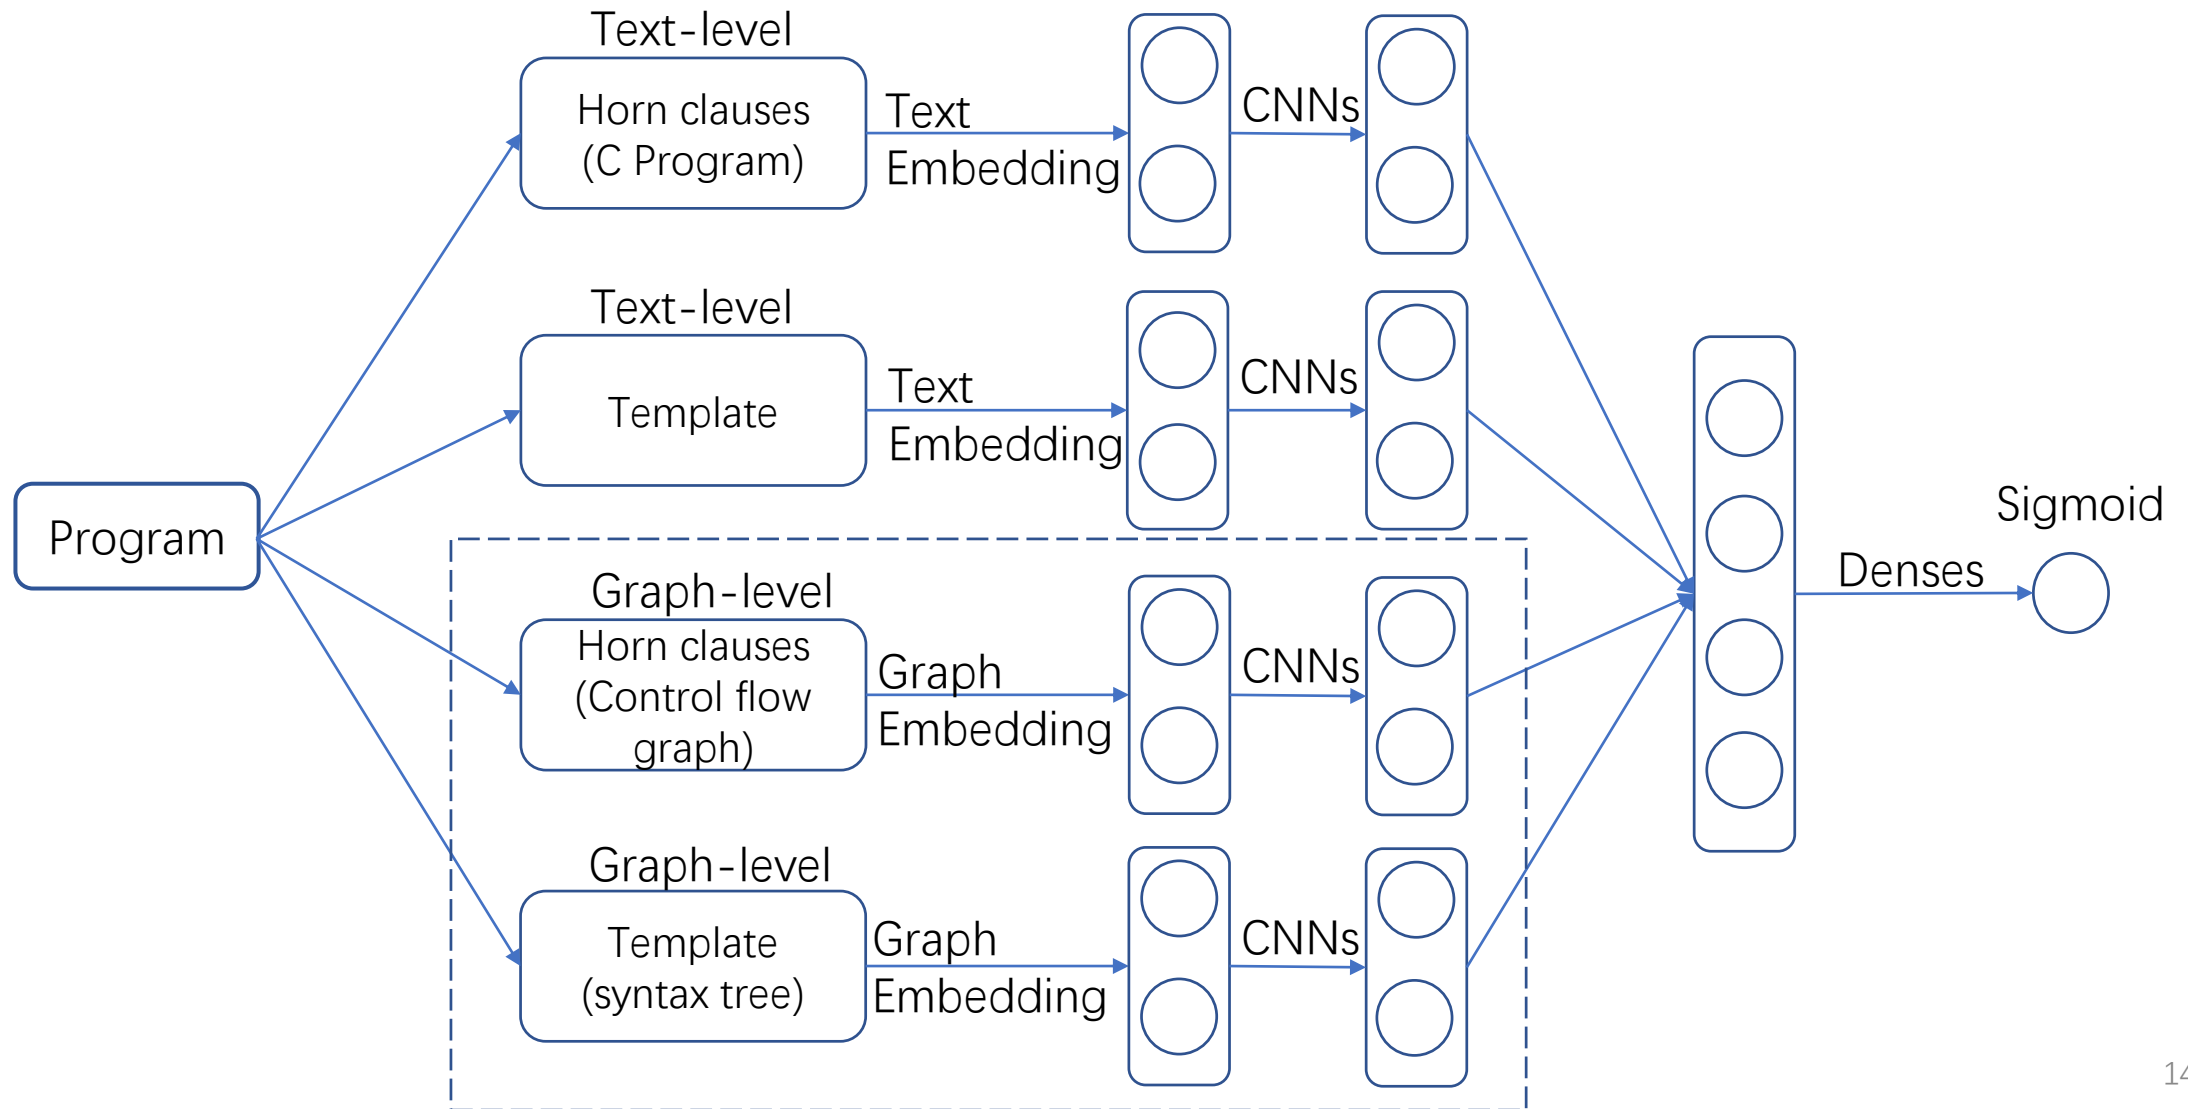 Text-level
Horn clauses
(C Program)
Text
Embedding
CNNs
Text-level
Template
Text
Embedding
CNNs
Program
Graph-level
Horn clauses
(Control flow
graph)
Graph
Embedding
CNNs
Graph-level
Template
(syntax tree)
Graph
Embedding
CNNs
Denses
Sigmoid
14